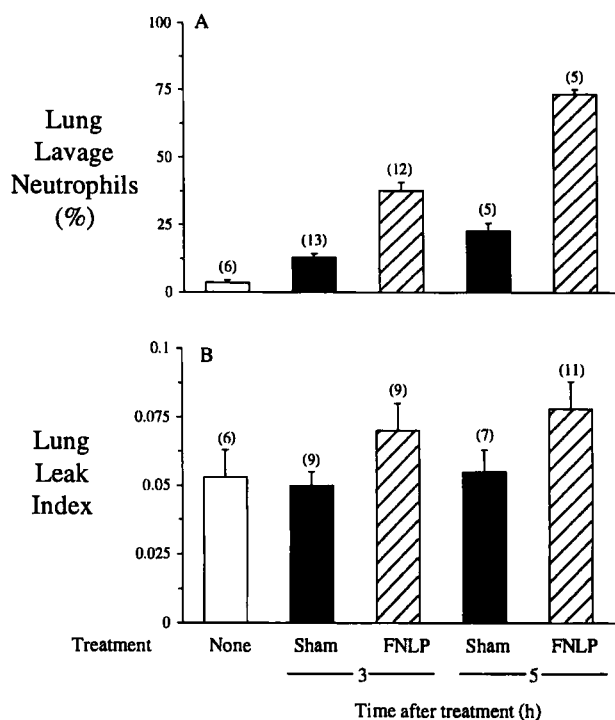 100
A
75
50
25
0
Lung
Lavage
Neutrophils
(%)
(6)
(13)
(12)
(5)
(5)
0.1
B
0.075
0.05
0.025
0
Lung
Leak
Index
(6)
(9)
(9)
(7)
(11)
Treatment None Sham FNLP Sham FNLP
3 5
Time after treatment (h)